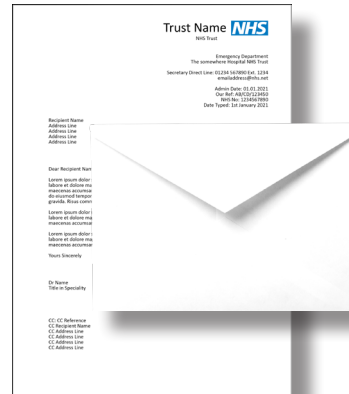 Trust Name NHS
NHS Trust
Emergency Department
The somewhere Hospital NHS Trust
Secretary Direct Line: 01234 567890 Ext. 1234
emailaddress@nhs.net
Admin Date: 01.01.2021
Our Ref: AB/CD/123450
NHS No: 1234567890
Date Typed: 1st January 2021
Recipient Name
Address Line
Address Line
Address Line
Address Line
Dear Recipient Nam
Lorem ipsum dolor
labore et dolore ma
maecenas accumsa
do eiusmod tempor
gravida. Risus comm
Lorem ipsum dolor
labore et dolore ma
maecenas accumsa
Lorem ipsum dolor
labore et dolore ma
maecenas accumsa
Yours Sincerely
Dr Name
Title in Speciality
CC: CC Reference
CC Recipient Name
CC Address Line
CC Address Line
CC Address Line
CC Address Line